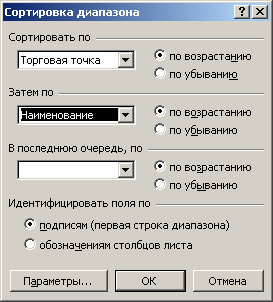 Сортировка диапазона
Сортировать по
Торговая точка
по возрастанию
по убыванию
Затем по
Наименование
по возрастанию
по убыванию
В последнюю очередь, по
по возрастанию
по убыванию
Идентифицировать поля по
подписям (первая строка диапазона)
обозначениям столбцов листа
Параметры... OK Отмена